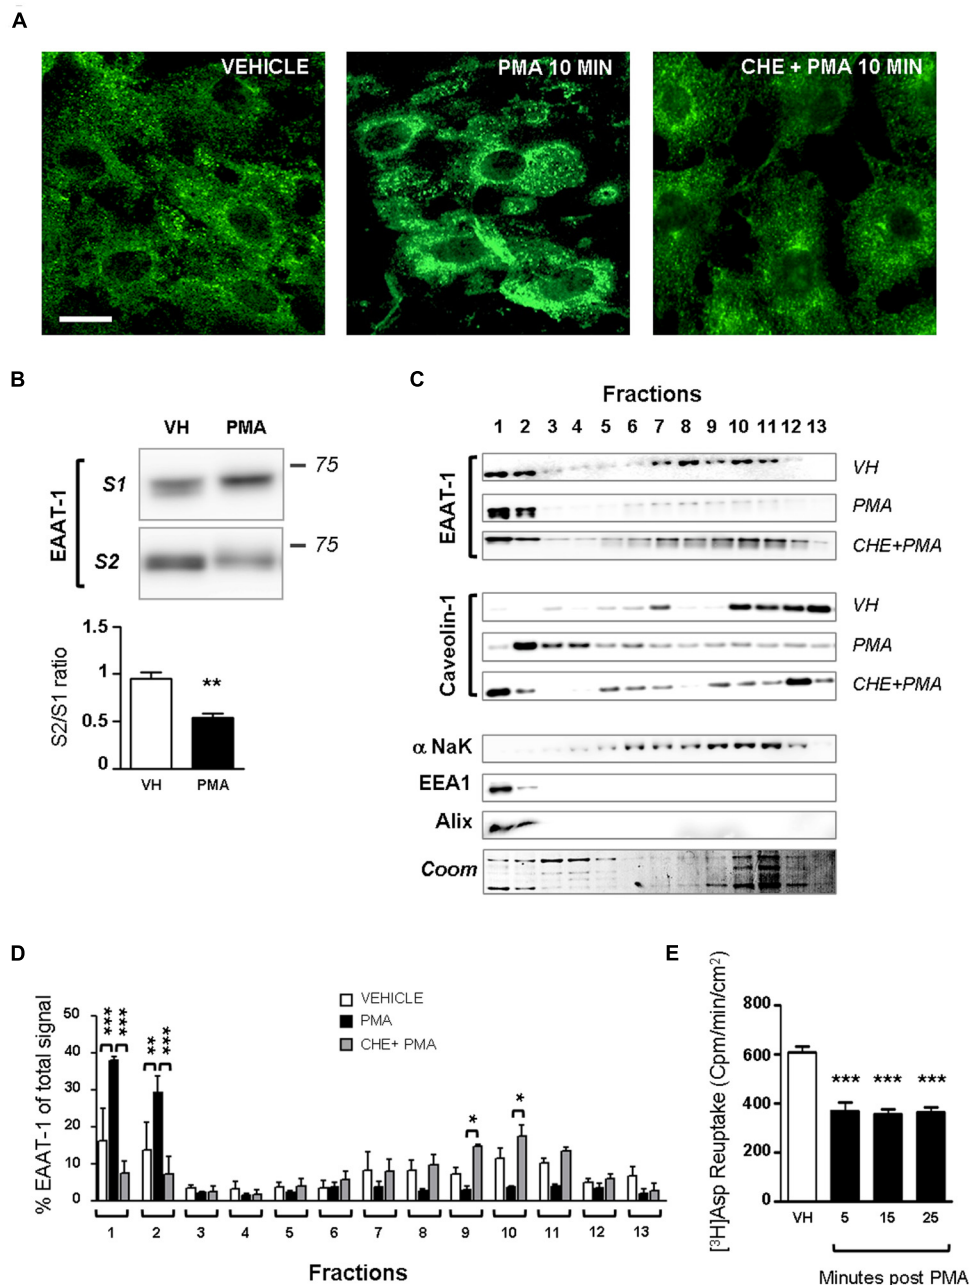 A
VEHICLE
PMA 10 MIN
CHE + PMA 10 MIN
B
VH PMA
EAAT-1
S1
75
S2
75
S2/S1 ratio
1.5
1
0.5
0
**
VH PMA
C
Fractions
1 2 3 4 5 6 7 8 9 10 11 12 13
EAAT-1
VH
PMA
CHE+PMA
Caveolin-1
VH
PMA
CHE+PMA
α NaK
EEA1
Alix
Coom
D
% EAAT-1 of total signal
50
40
30
20
10
0
*** ***
** ***
*
*
VEHICLE
PMA
CHE+ PMA
1 2 3 4 5 6 7 8 9 10 11 12 13
Fractions
E
[³H]Asp Reuptake (Cpm/min/cm²)
800
600
400
200
0
*** *** ***
VH 5 15 25
Minutes post PMA